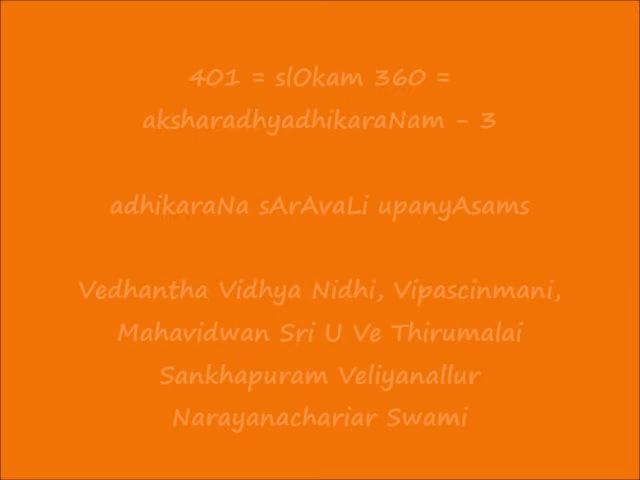 401 = slOkam 360 =
aksharadhyadhikaraNam - 3
adhikaraNa sArAvaLi upanyAsams
Vedhantha Vidhya Nidhi, Vipascinmani,
Mahavidwan Sri U Ve Thirumalai
Sankhapuram Veliyanallur
Narayanachariar Swami